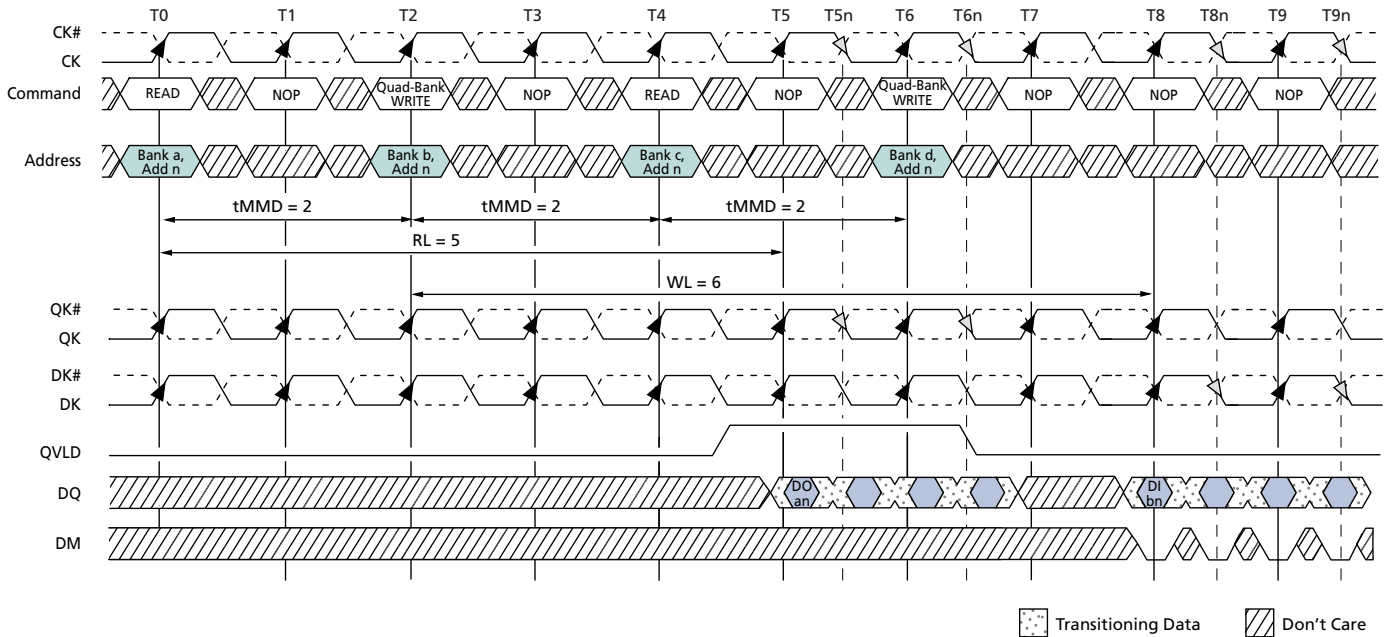 T0 T1 T2 T3 T4 T5 T5n T6 T6n T7 T8 T8n T9 T9n
CK#
CK
Command READ NOP Quad-Bank WRITE NOP READ NOP Quad-Bank WRITE NOP NOP NOP
Address Bank a, Add n Bank b, Add n Bank c, Add n Bank d, Add n
tMMD = 2 tMMD = 2 tMMD = 2
RL = 5
WL = 6
QK#
QK
DK#
DK
QVLD
DQ DO an DI bn
DM
Transitioning Data Don't Care